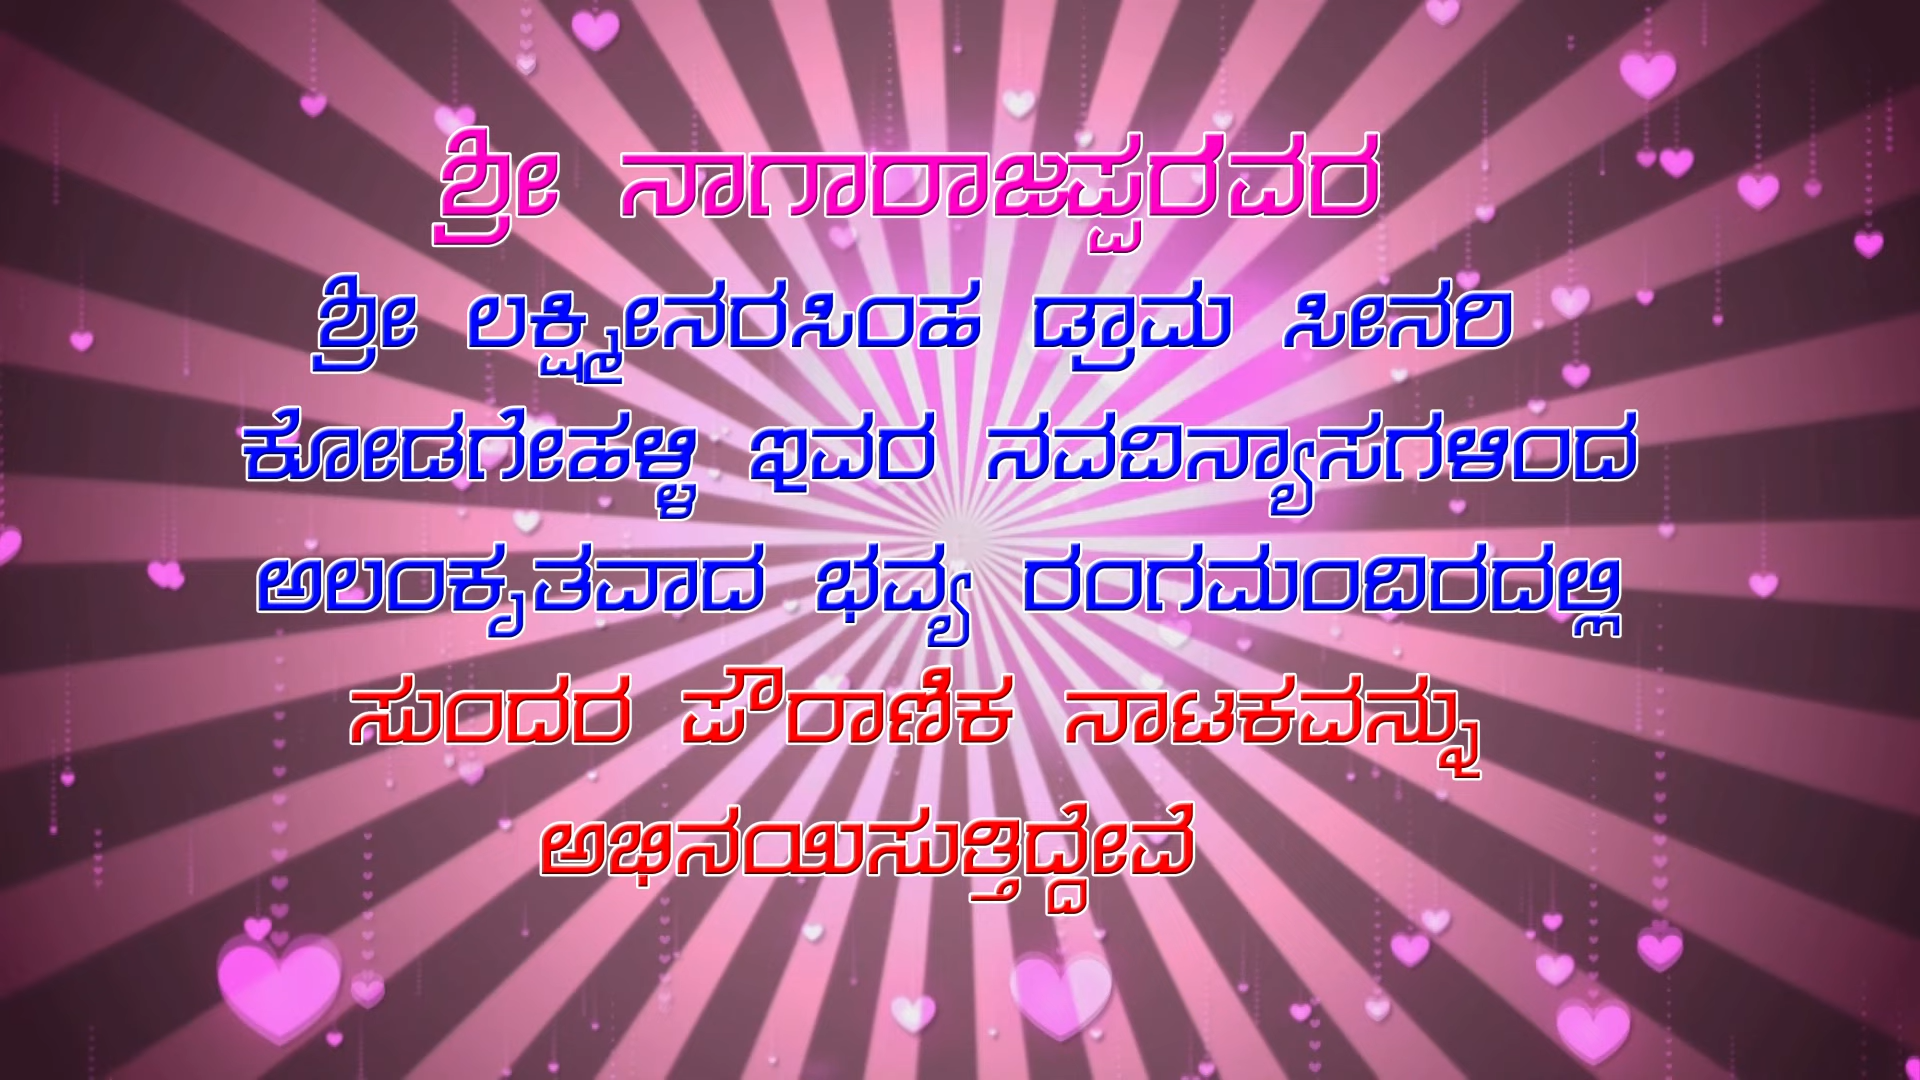 ಶ್ರೀ ನಾಗಾರಾಜಪ್ಪರವರ
ಶ್ರೀ ಲಕ್ಷ್ಮೀನರಸಿಂಹ ಡ್ರಾಮ ಸೀನರಿ
ಕೋಡಗೇಹಳ್ಳಿ ಇವರ ನವವಿನ್ಯಾಸಗಳಿಂದ
ಅಲಂಕೃತವಾದ ಭವ್ಯ ರಂಗಮಂದಿರದಲ್ಲಿ
ಸುಂದರ ಪೌರಾಣಿಕ ನಾಟಕವನ್ನು
ಅಭಿನಯಿಸುತ್ತಿದ್ದೇವೆ